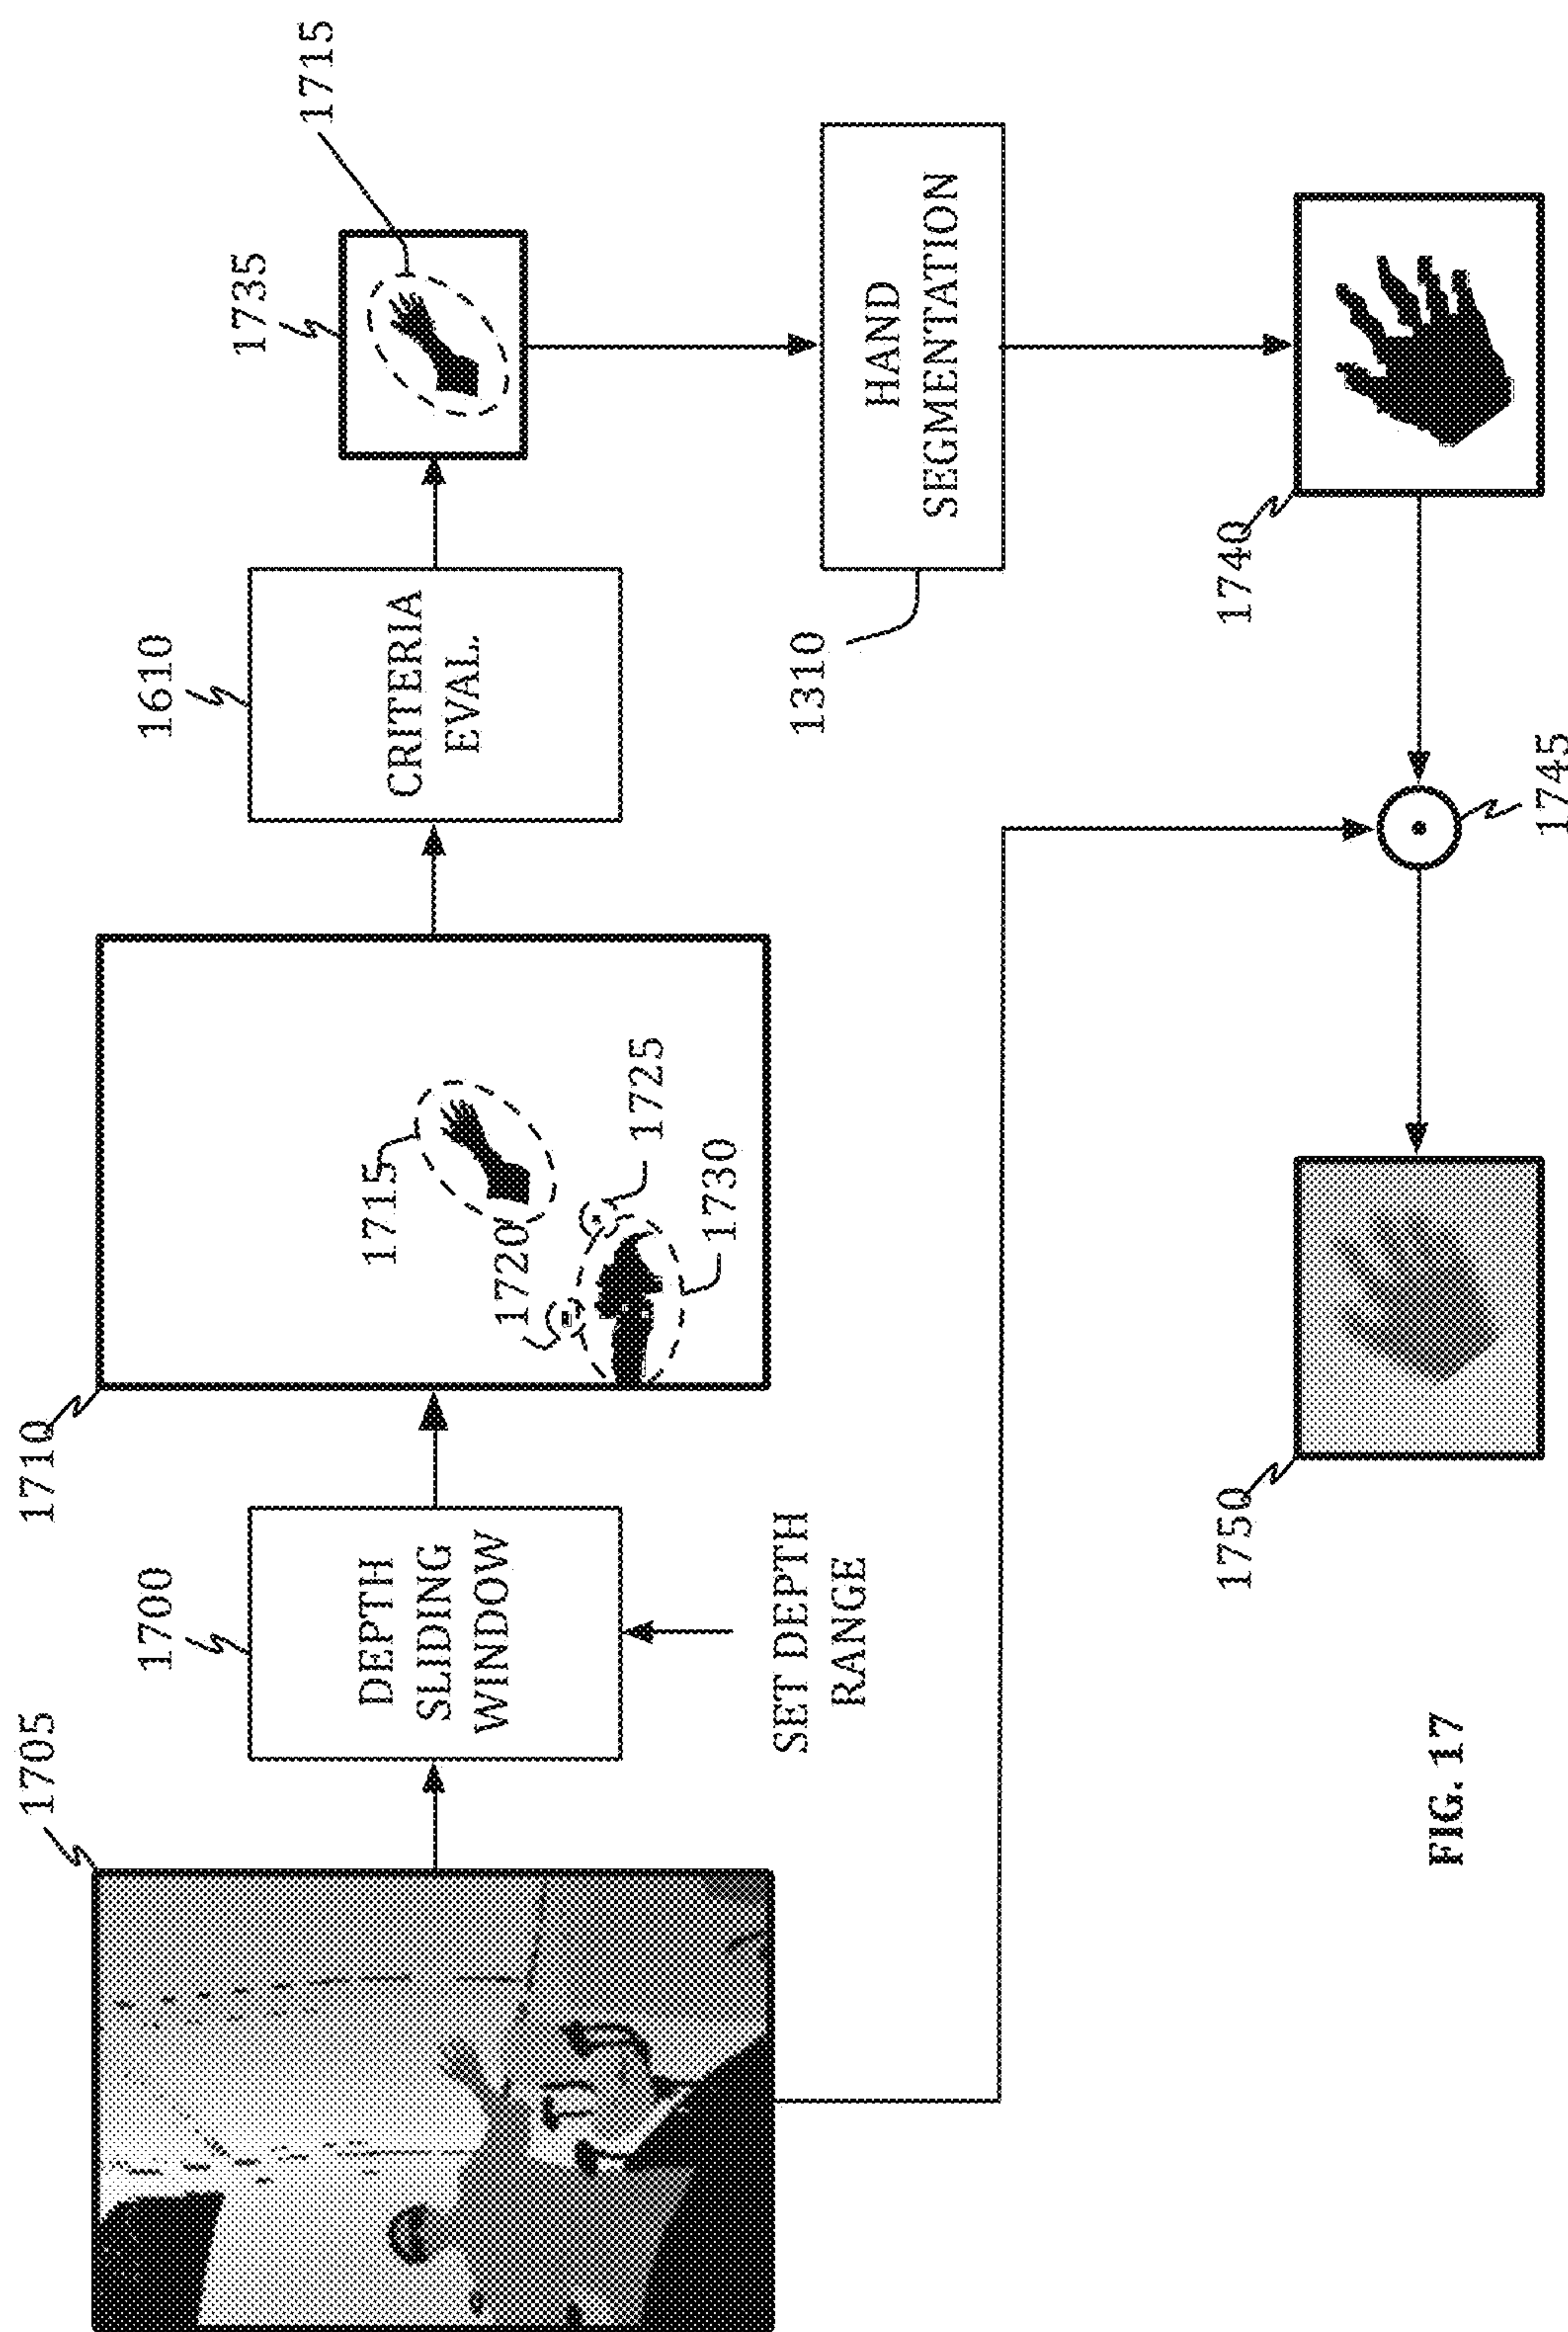 1705
1700
DEPTH
SLIDING
WINDOW
SET DEPTH
RANGE
1710
1715
1720
1725
1730
1610
CRITERIA
EVAL.
1735
1715
1310
HAND
SEGMENTATION
1740
1745
1750
FIG. 17